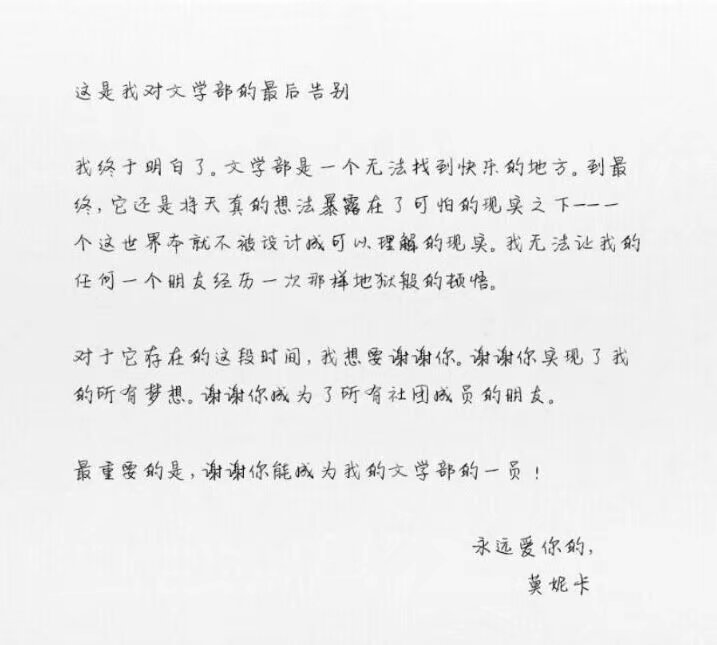 这是我对文学部的最后告别
我终于明白了。文学部是一个无法找到快乐的地方。到最
终，它还是将天真的想法暴露在了可怕的现实之下---一
个这世界本就不被设计成可以理解的现实。我无法让我的
任何一个朋友经历一次那样地狱般的顿悟。
对于它存在的这段时间，我想要谢谢你。谢谢你实现了我
的所有梦想。谢谢你成为了所有社团成员的朋友。
最重要的是，谢谢你能成为我的文学部的一员！
永远爱你的，
莫妮卡